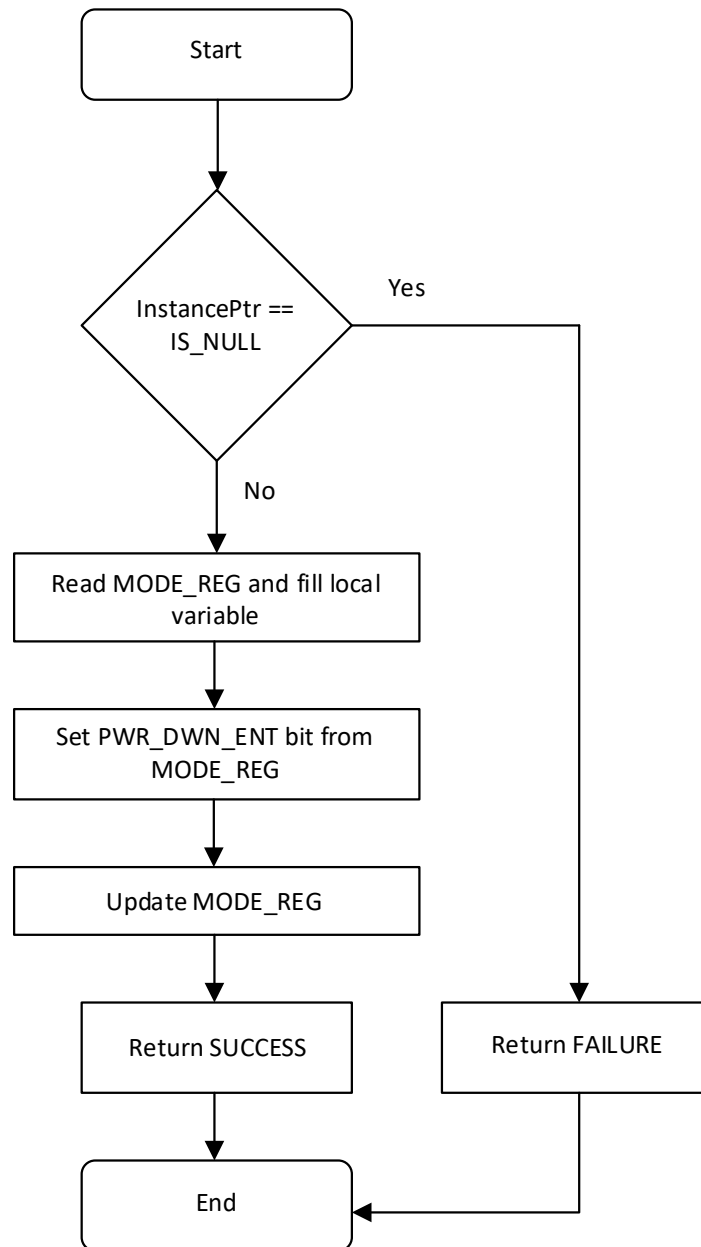 Start
Yes
InstancePtr ==
IS_NULL
No
Read MODE_REG and fill local
variable
Set PWR_DWN_ENT bit from
MODE_REG
Update MODE_REG
Return SUCCESS
Return FAILURE
End